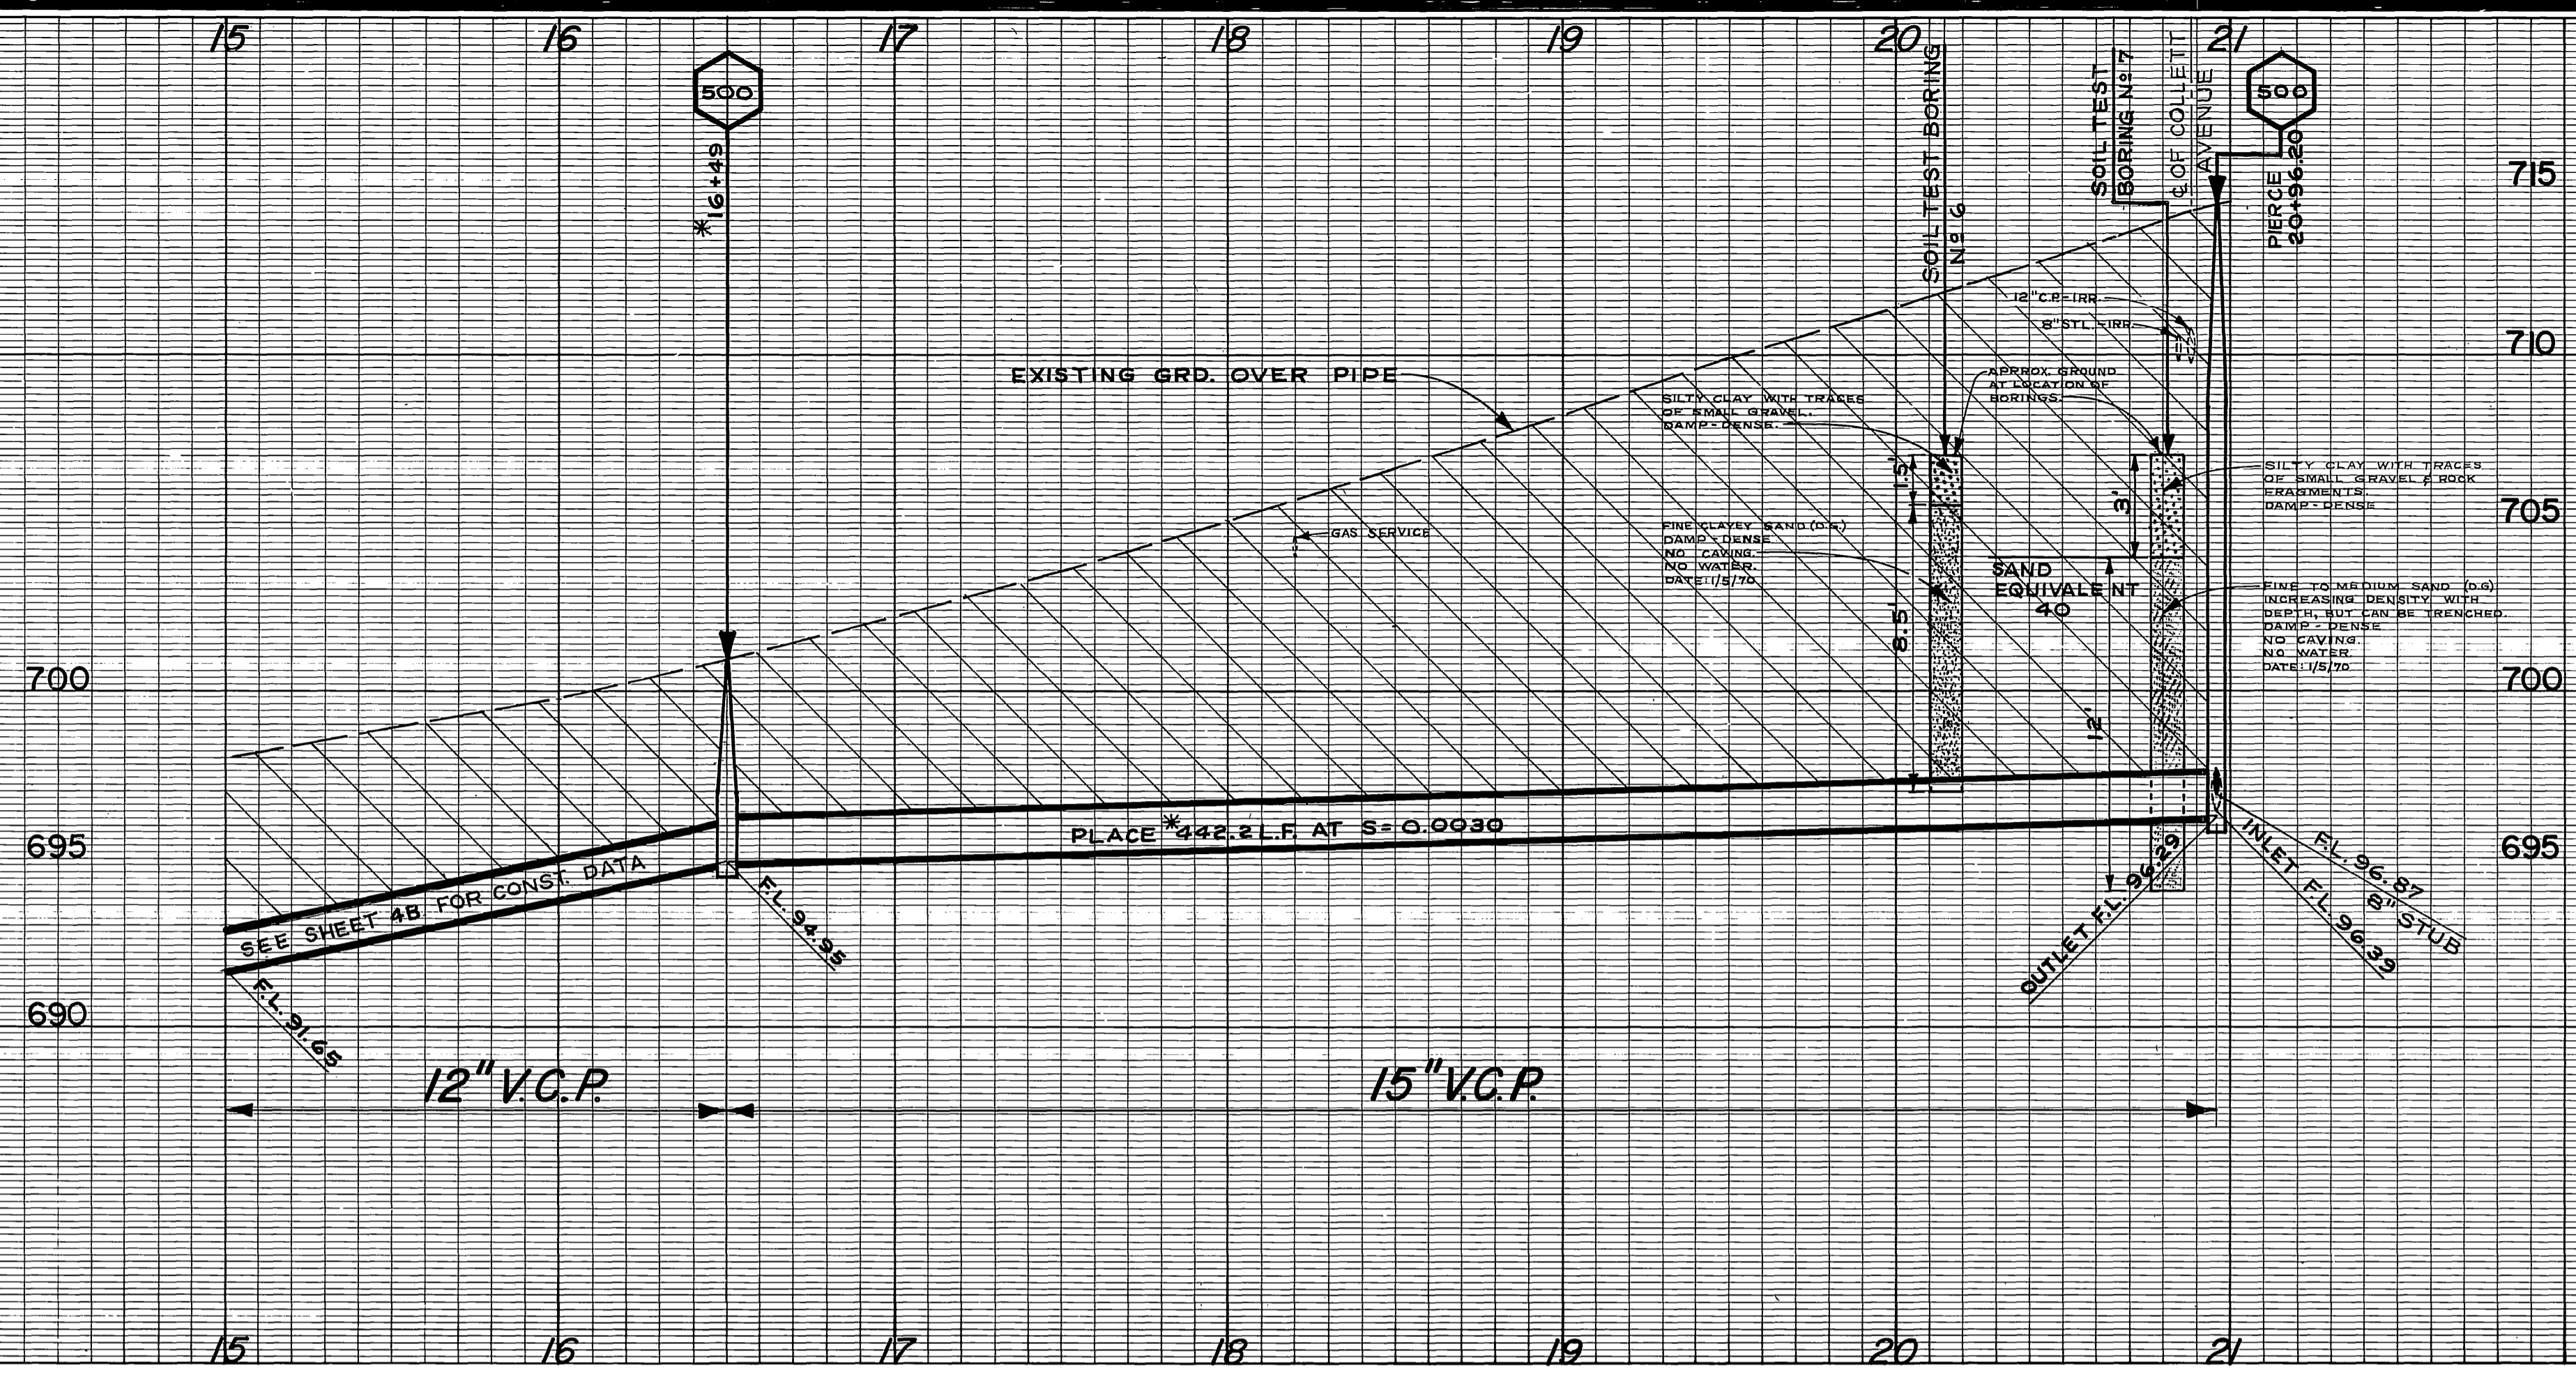 15 16 17 18 19 20 21
500
*16+49
SOIL TEST BORING
Nº 6
SOIL TEST
BORING Nº 7
℄ OF COLLETT
AVENUE
500
PIERCE
20+96.20
715
12" C.P.-IRR.
8" STL.-IRR.
710
710
EXISTING GRD. OVER PIPE
APPROX. GROUND
AT LOCATION OF
BORINGS.
SILTY CLAY WITH TRACES
OF SMALL GRAVEL.
DAMP-DENSE.
1.5'
3'
SILTY CLAY WITH TRACES
OF SMALL GRAVEL & ROCK
FRAGMENTS.
DAMP-DENSE
705
GAS SERVICE
FINE CLAYEY SAND (D.G.)
DAMP-DENSE
NO CAVING.
NO WATER.
DATE: 1/5/70
8.5'
SAND
EQUIVALENT
40
FINE TO MEDIUM SAND (D.G)
INCREASING DENSITY WITH
DEPTH, BUT CAN BE TRENCHED.
DAMP-DENSE
NO CAVING.
NO WATER.
DATE: 1/5/70
12'
700
700
PLACE *442.2 L.F. AT S=0.0030
695
695
SEE SHEET 4B FOR CONST. DATA
F.L. 94.95
OUTLET F.L. 96.29
INLET F.L. 96.39
F.L. 96.87
8" STUB
690
F.L. 91.65
12" V.C.P.
15" V.C.P.
15 16 17 18 19 20 21